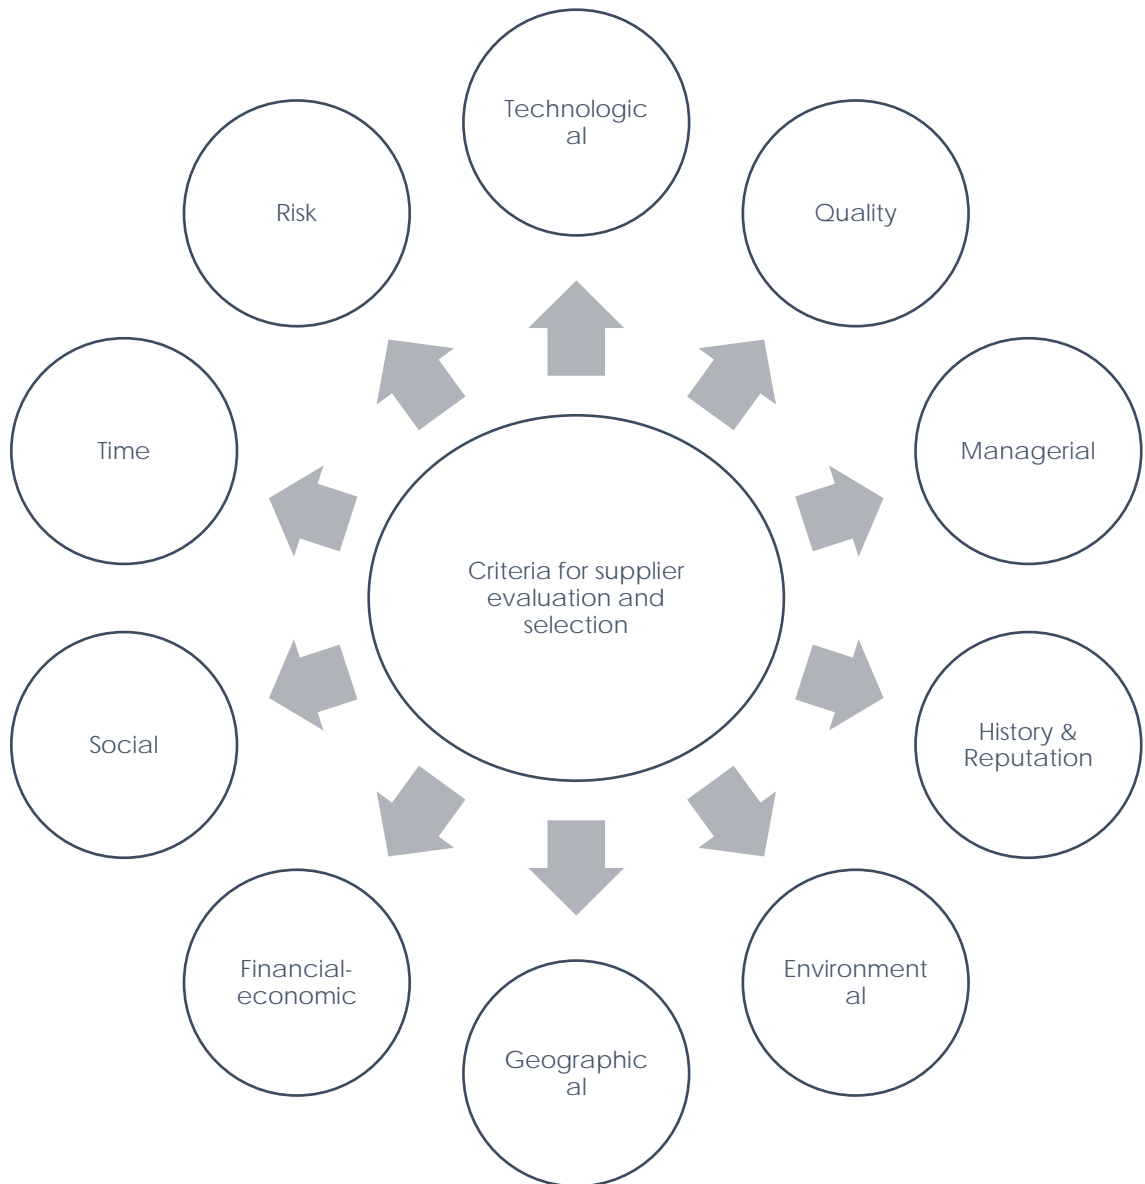 Technologic
al
Quality
Managerial
History &
Reputation
Environment
al
Geographic
al
Financial-
economic
Social
Time
Risk
Criteria for supplier
evaluation and
selection